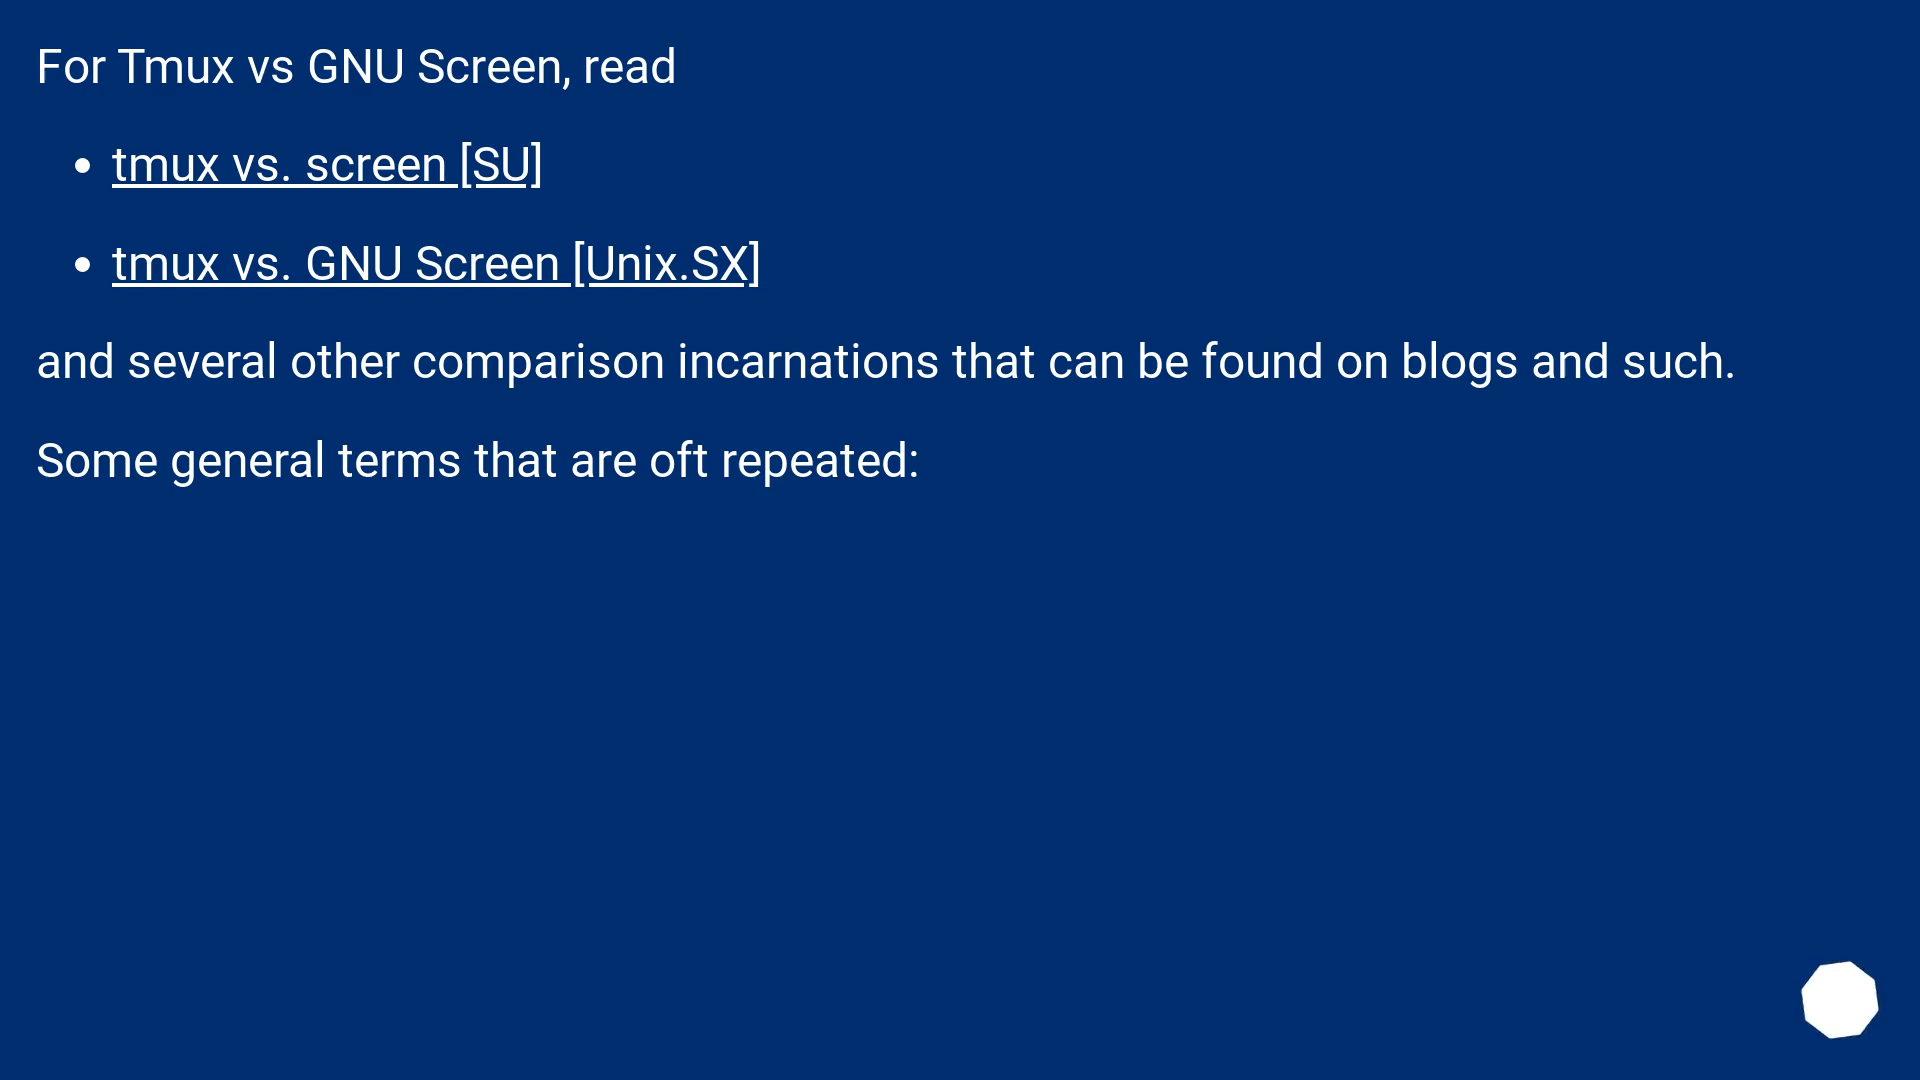 For Tmux vs GNU Screen, read
• tmux vs. screen [SU]
• tmux vs. GNU Screen [Unix.SX]
and several other comparison incarnations that can be found on blogs and such.
Some general terms that are oft repeated: